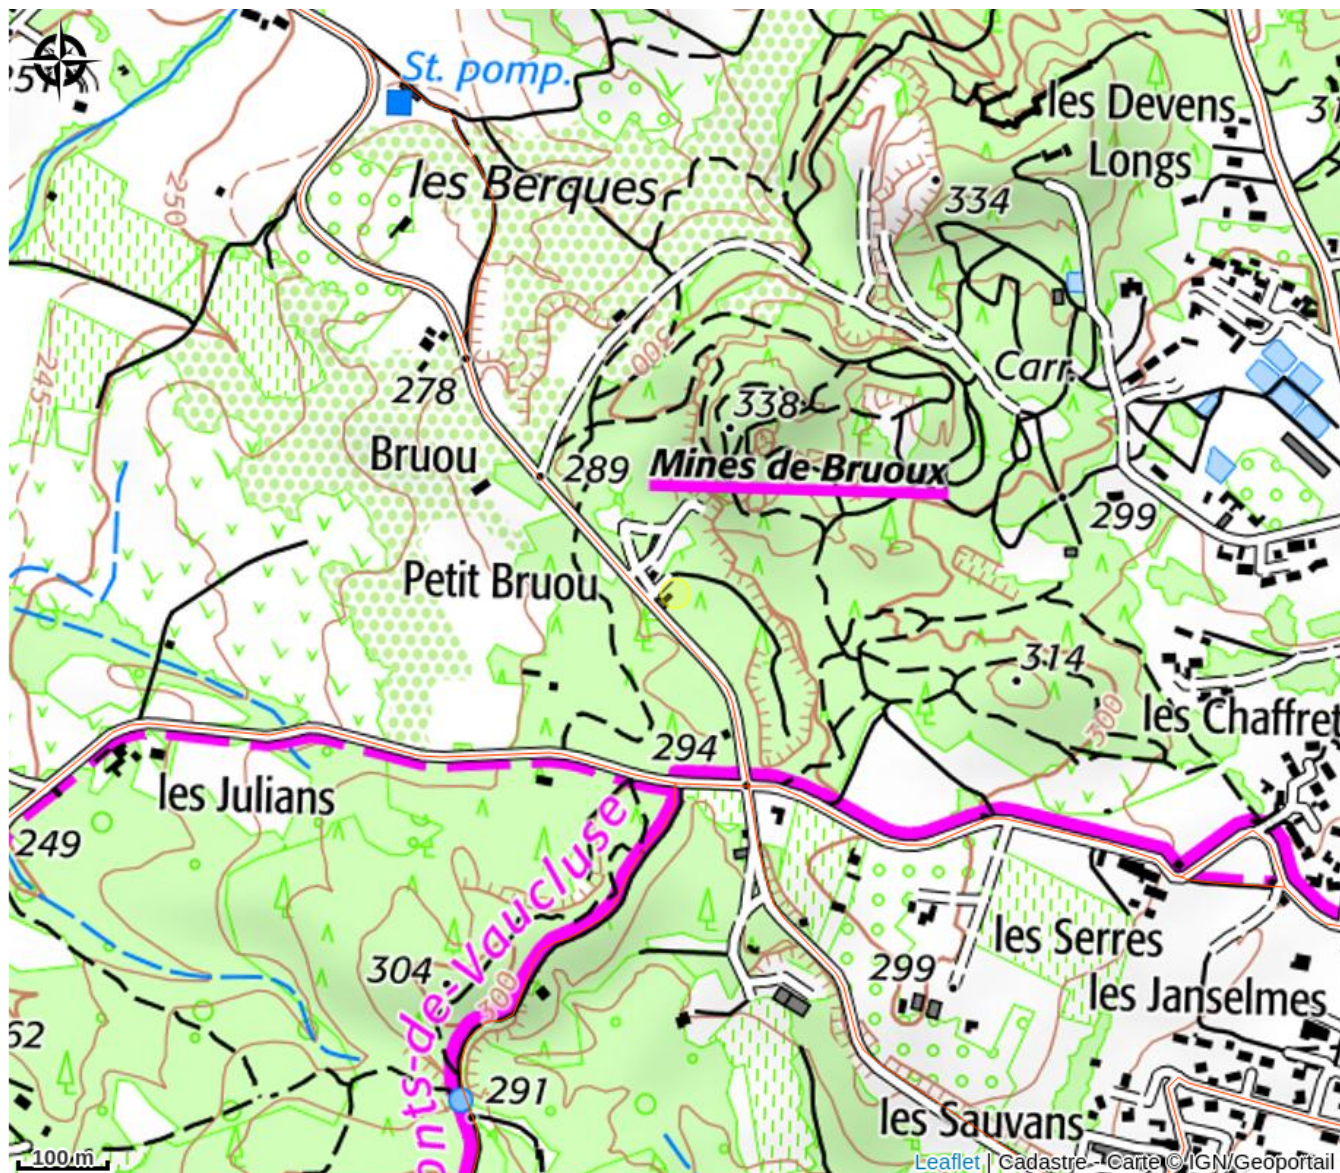 St. pomp.
les Devens
Longs
250
les Berques
334
300
245
278
Carr.
338
Bruou
289
Mines de Bruoux
299
Petit Bruou
314
les Chaffret
300
294
les Julians
249
304
onts-de-Vaucluse
300
les Serres
299
les Janselmes
291
les Sauvans
100 m
Leaflet | Cadastre - Carte © IGN/Geoportail